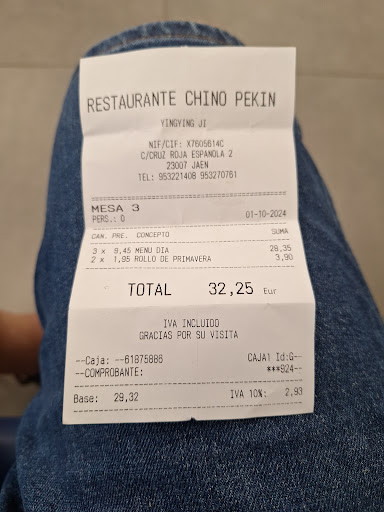 RESTAURANTE CHINO PEKIN
YINGYING JI
NIF/CIF: X7605614C
C/CRUZ ROJA ESPANOLA 2
23007 JAEN
TEL: 953221408 953270761
MESA 3
PERS.: 0 01-10-2024
CAN. PRE. CONCEPTO SUMA
3 x 9,45 MENU DIA 28,35
2 x 1,95 ROLLO DE PRIMAVERA 3,90
TOTAL 32,25 Eur
IVA INCLUIDO
GRACIAS POR SU VISITA
--Caja: --61875886 CAJA1 Id:G--
--COMPROBANTE: ***924--
Base: 29,32 IVA 10%: 2,93